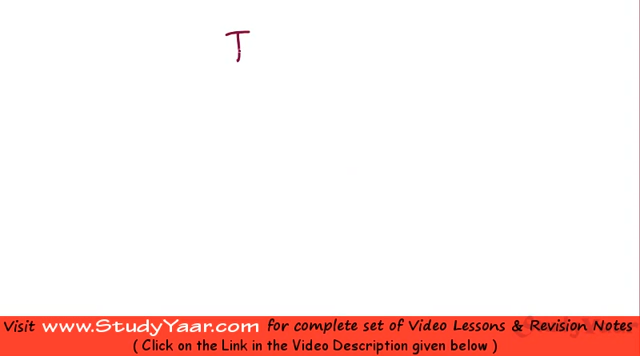 T
Visit www.StudyYaar.com for complete set of Video Lessons & Revision Notes
( Click on the Link in the Video Description given below )